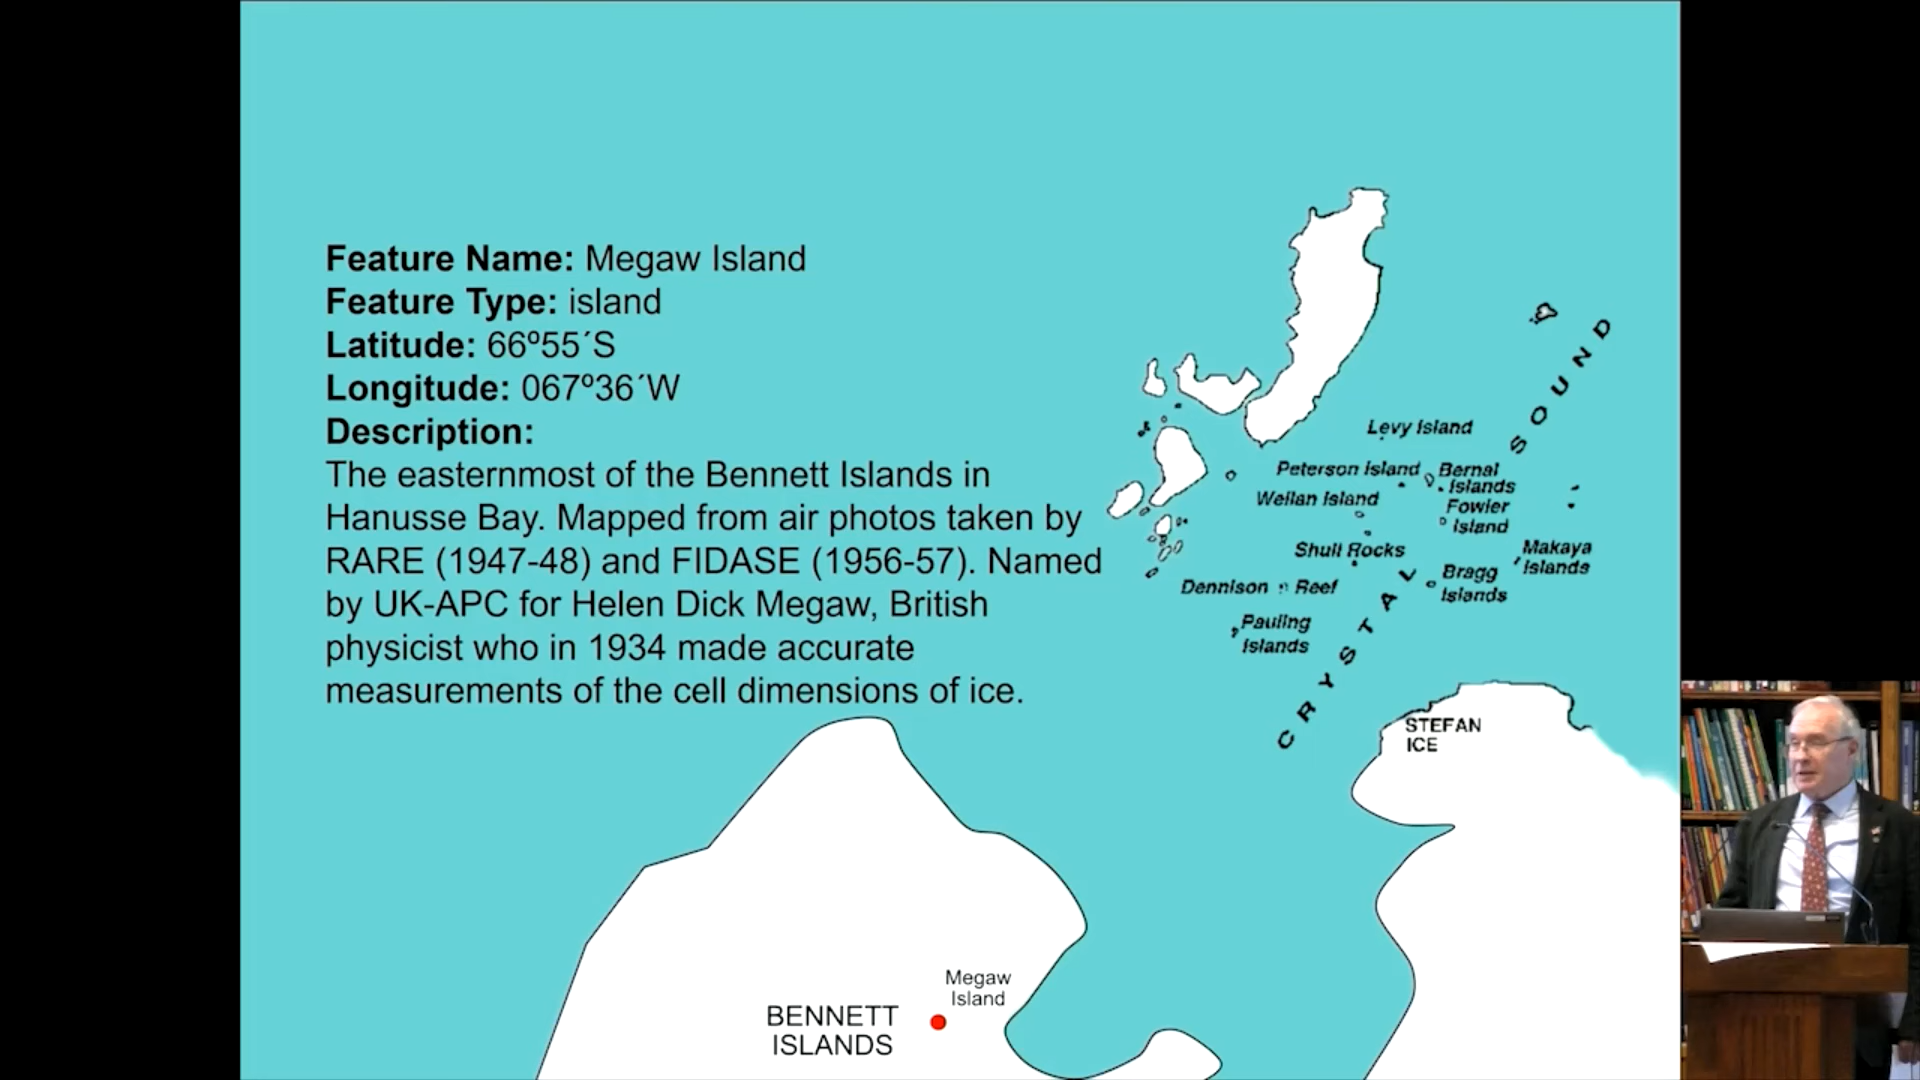 Feature Name: Megaw Island
Feature Type: island
Latitude: 66º55´S
Longitude: 067º36´W
Description:
The easternmost of the Bennett Islands in
Hanusse Bay. Mapped from air photos taken by
RARE (1947-48) and FIDASE (1956-57). Named
by UK-APC for Helen Dick Megaw, British
physicist who in 1934 made accurate
measurements of the cell dimensions of ice.
Levy Island
Peterson Island
Bernal
Islands
Weilan Island
Fowler
Island
Shull Rocks
Makaya
Islands
Dennison Reef
Bragg
Islands
Pauling
Islands
CRYSTAL SOUND
STEFAN
ICE
Megaw
Island
BENNETT
ISLANDS